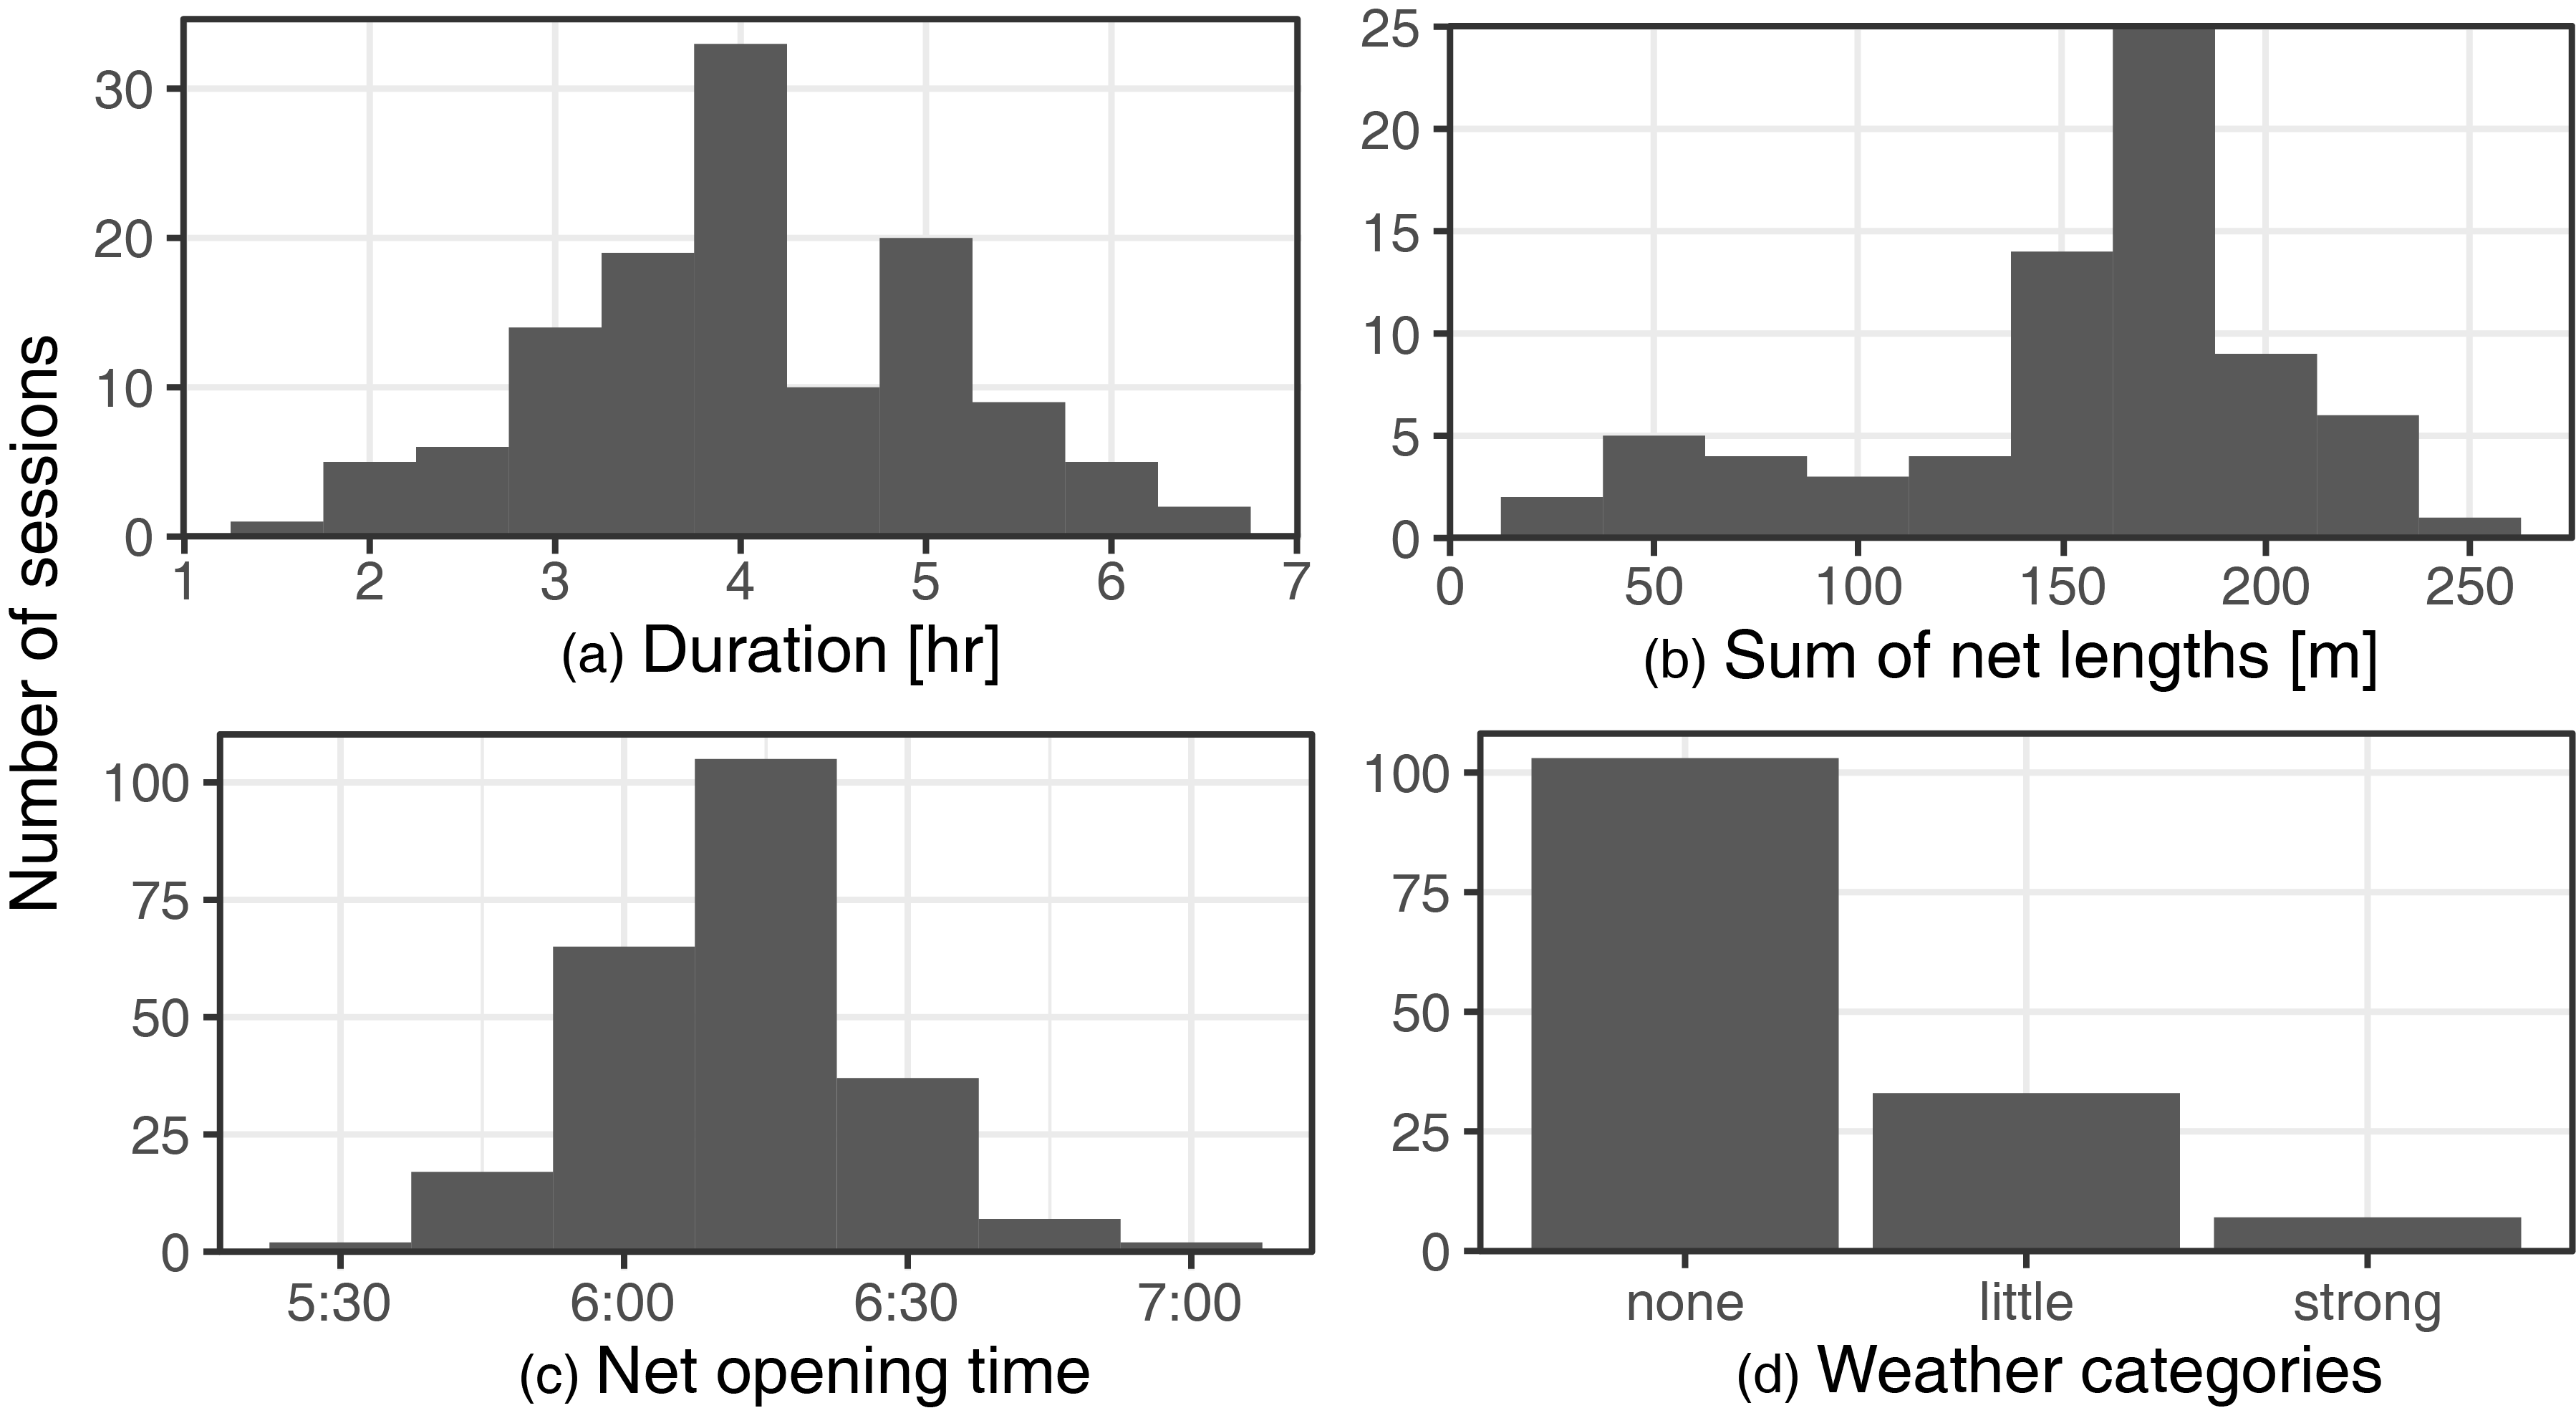 Number of sessions
30
20
10
0
1 2 3 4 5 6 7
(a) Duration [hr]
25
20
15
10
5
0
0 50 100 150 200 250
(b) Sum of net lengths [m]
100
75
50
25
0
5:30 6:00 6:30 7:00
(c) Net opening time
100
75
50
25
0
none little strong
(d) Weather categories